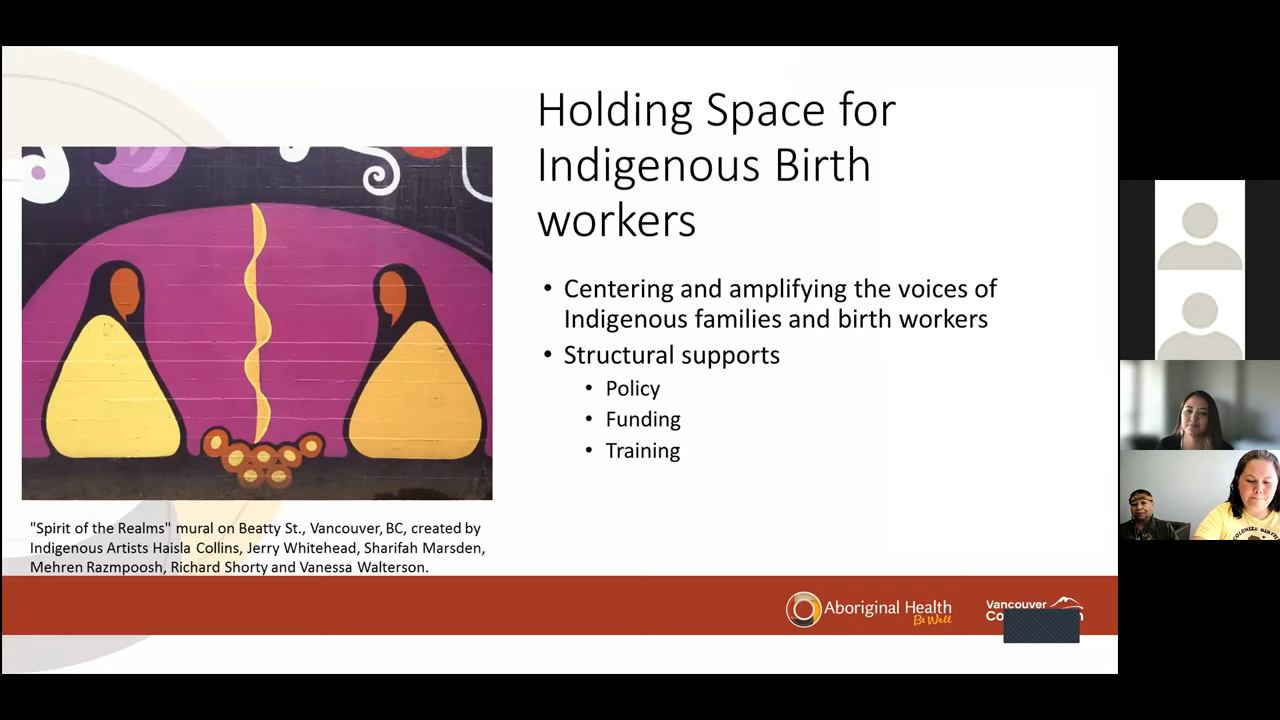 Holding Space for
Indigenous Birth
workers
• Centering and amplifying the voices of
Indigenous families and birth workers
• Structural supports
• Policy
• Funding
• Training
"Spirit of the Realms" mural on Beatty St., Vancouver, BC, created by
Indigenous Artists Haisla Collins, Jerry Whitehead, Sharifah Marsden,
Mehren Razmpoosh, Richard Shorty and Vanessa Walterson.
Aboriginal Health
Be Well
Vancouver